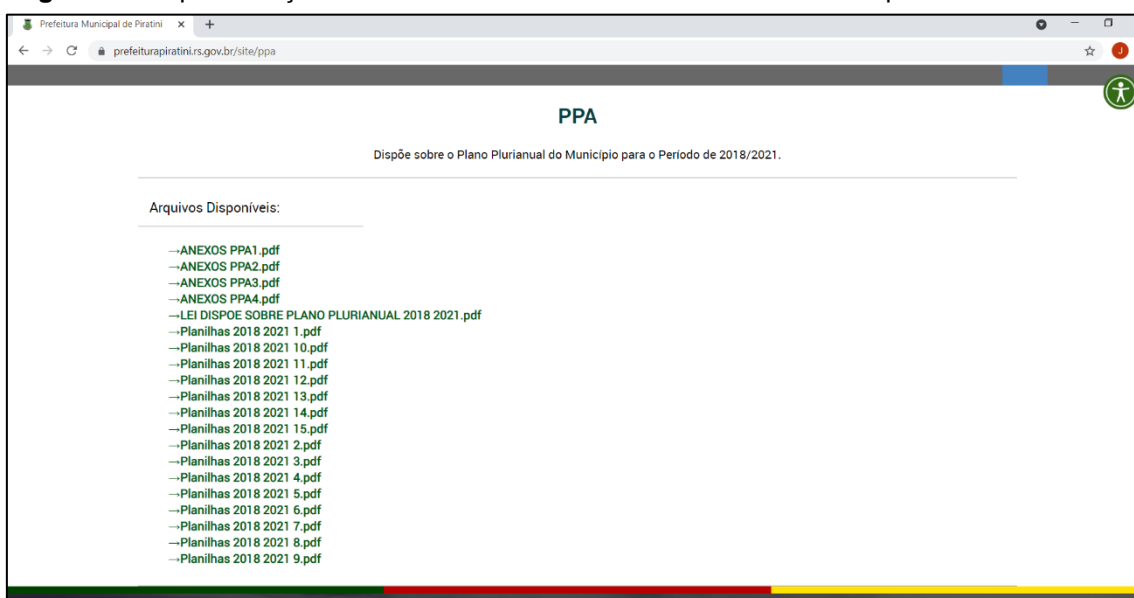 Prefeitura Municipal de Piratini
prefeiturapiratini.rs.gov.br/site/ppa
J
PPA
Dispõe sobre o Plano Plurianual do Município para o Período de 2018/2021.
Arquivos Disponíveis:
→ANEXOS PPA1.pdf
→ANEXOS PPA2.pdf
→ANEXOS PPA3.pdf
→ANEXOS PPA4.pdf
→LEI DISPOE SOBRE PLANO PLURIANUAL 2018 2021.pdf
→Planilhas 2018 2021 1.pdf
→Planilhas 2018 2021 10.pdf
→Planilhas 2018 2021 11.pdf
→Planilhas 2018 2021 12.pdf
→Planilhas 2018 2021 13.pdf
→Planilhas 2018 2021 14.pdf
→Planilhas 2018 2021 15.pdf
→Planilhas 2018 2021 2.pdf
→Planilhas 2018 2021 3.pdf
→Planilhas 2018 2021 4.pdf
→Planilhas 2018 2021 5.pdf
→Planilhas 2018 2021 6.pdf
→Planilhas 2018 2021 7.pdf
→Planilhas 2018 2021 8.pdf
→Planilhas 2018 2021 9.pdf